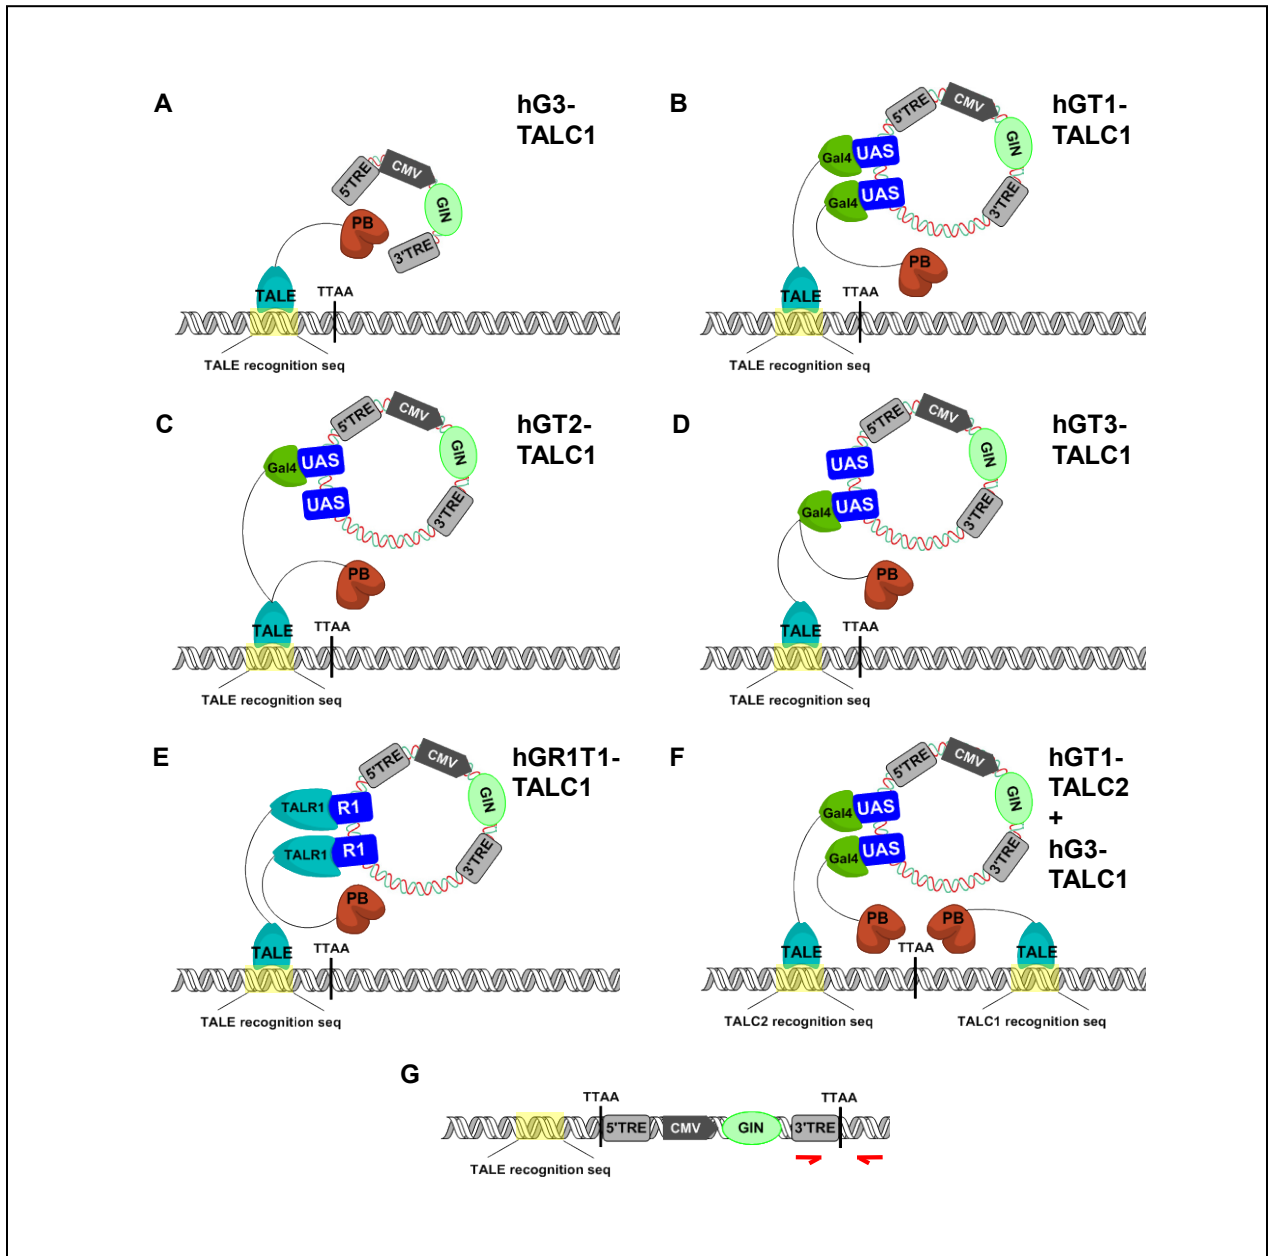 A
hG3-
TALC1
5'TRE
CMV
GIN
3'TRE
PB
TALE
TTAA
TALE recognition seq
B
hGT1-
TALC1
5'TRE
CMV
GIN
3'TRE
Gal4
UAS
Gal4
UAS
PB
TALE
TTAA
TALE recognition seq
C
hGT2-
TALC1
5'TRE
CMV
GIN
3'TRE
Gal4
UAS
UAS
PB
TALE
TTAA
TALE recognition seq
D
hGT3-
TALC1
5'TRE
CMV
GIN
3'TRE
UAS
Gal4
UAS
PB
TALE
TTAA
TALE recognition seq
E
hGR1T1-
TALC1
5'TRE
CMV
GIN
3'TRE
TALR1
R1
TALR1
R1
PB
TALE
TTAA
TALE recognition seq
F
hGT1-
TALC2
+
hG3-
TALC1
5'TRE
CMV
GIN
3'TRE
Gal4
UAS
Gal4
UAS
PB
PB
TALE
TTAA
TALE
TALC2 recognition seq
TALC1 recognition seq
G
TTAA
TTAA
5'TRE
CMV
GIN
3'TRE
TALE recognition seq